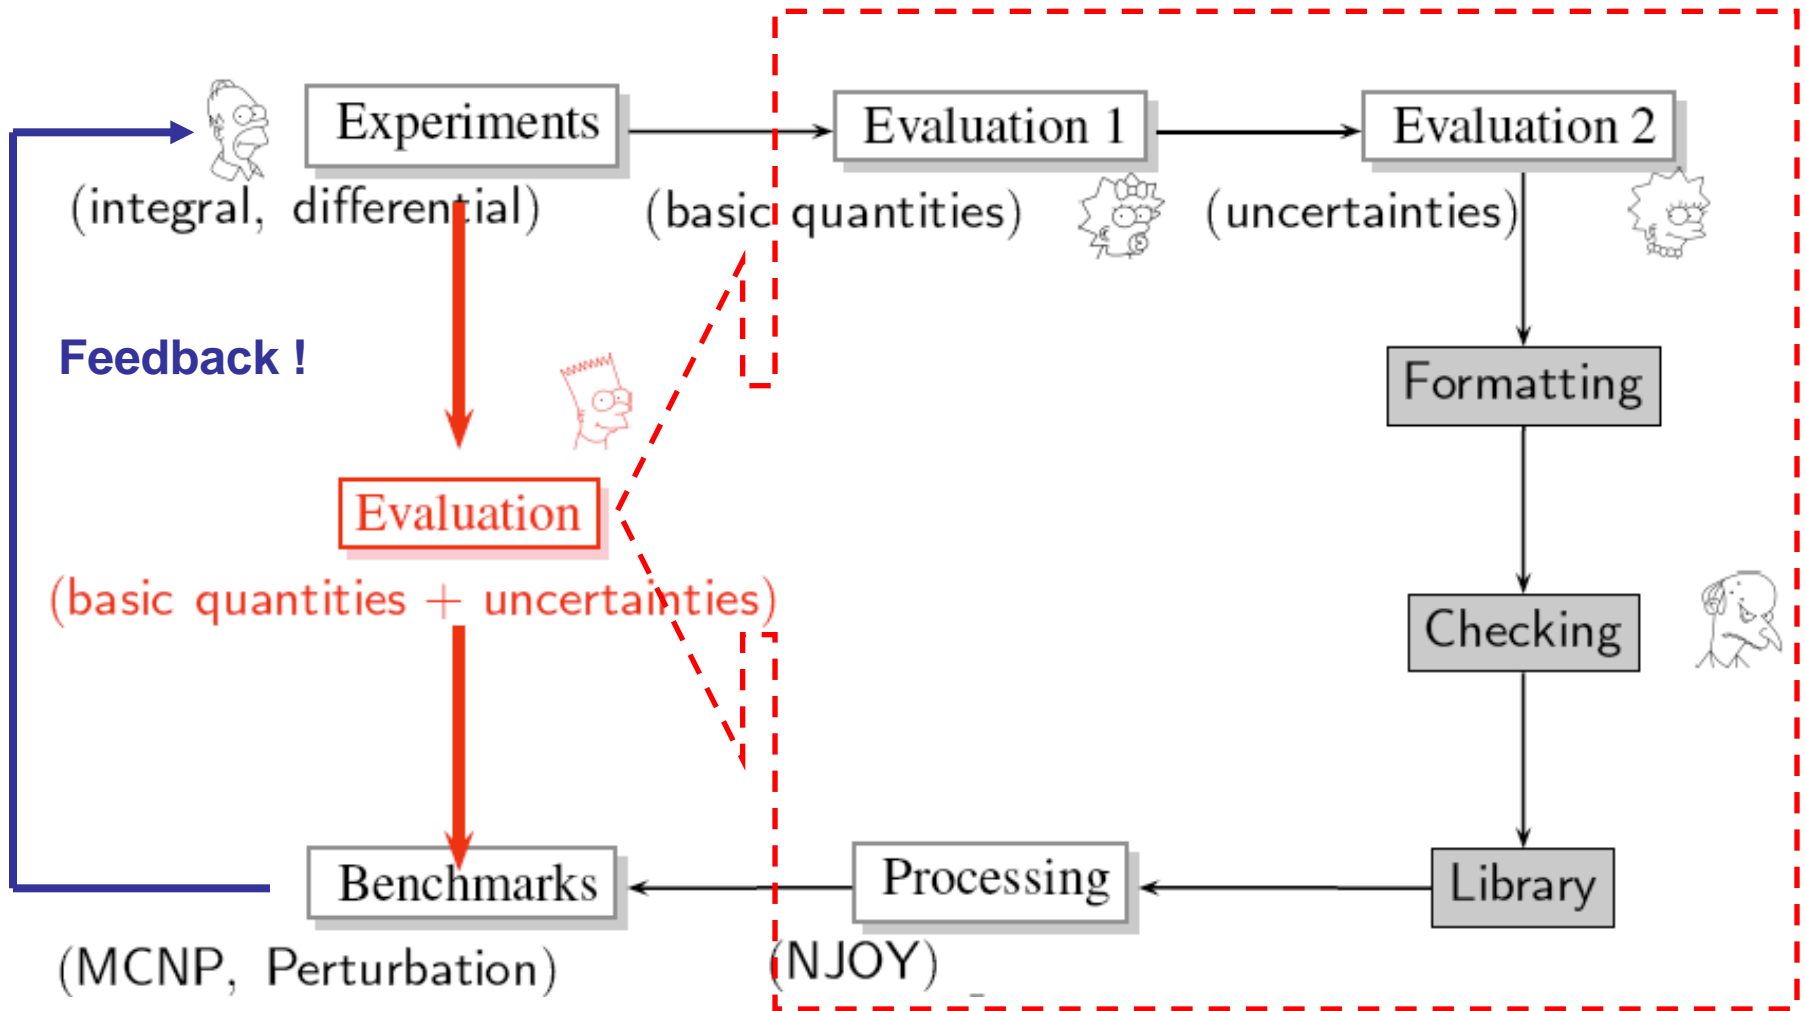 Experiments
Evaluation 1
Evaluation 2
(integral, differential)
(basic quantities)
(uncertainties)
Feedback !
Formatting
Evaluation
(basic quantities + uncertainties)
Checking
Benchmarks
Processing
Library
(MCNP, Perturbation)
(NJOY)